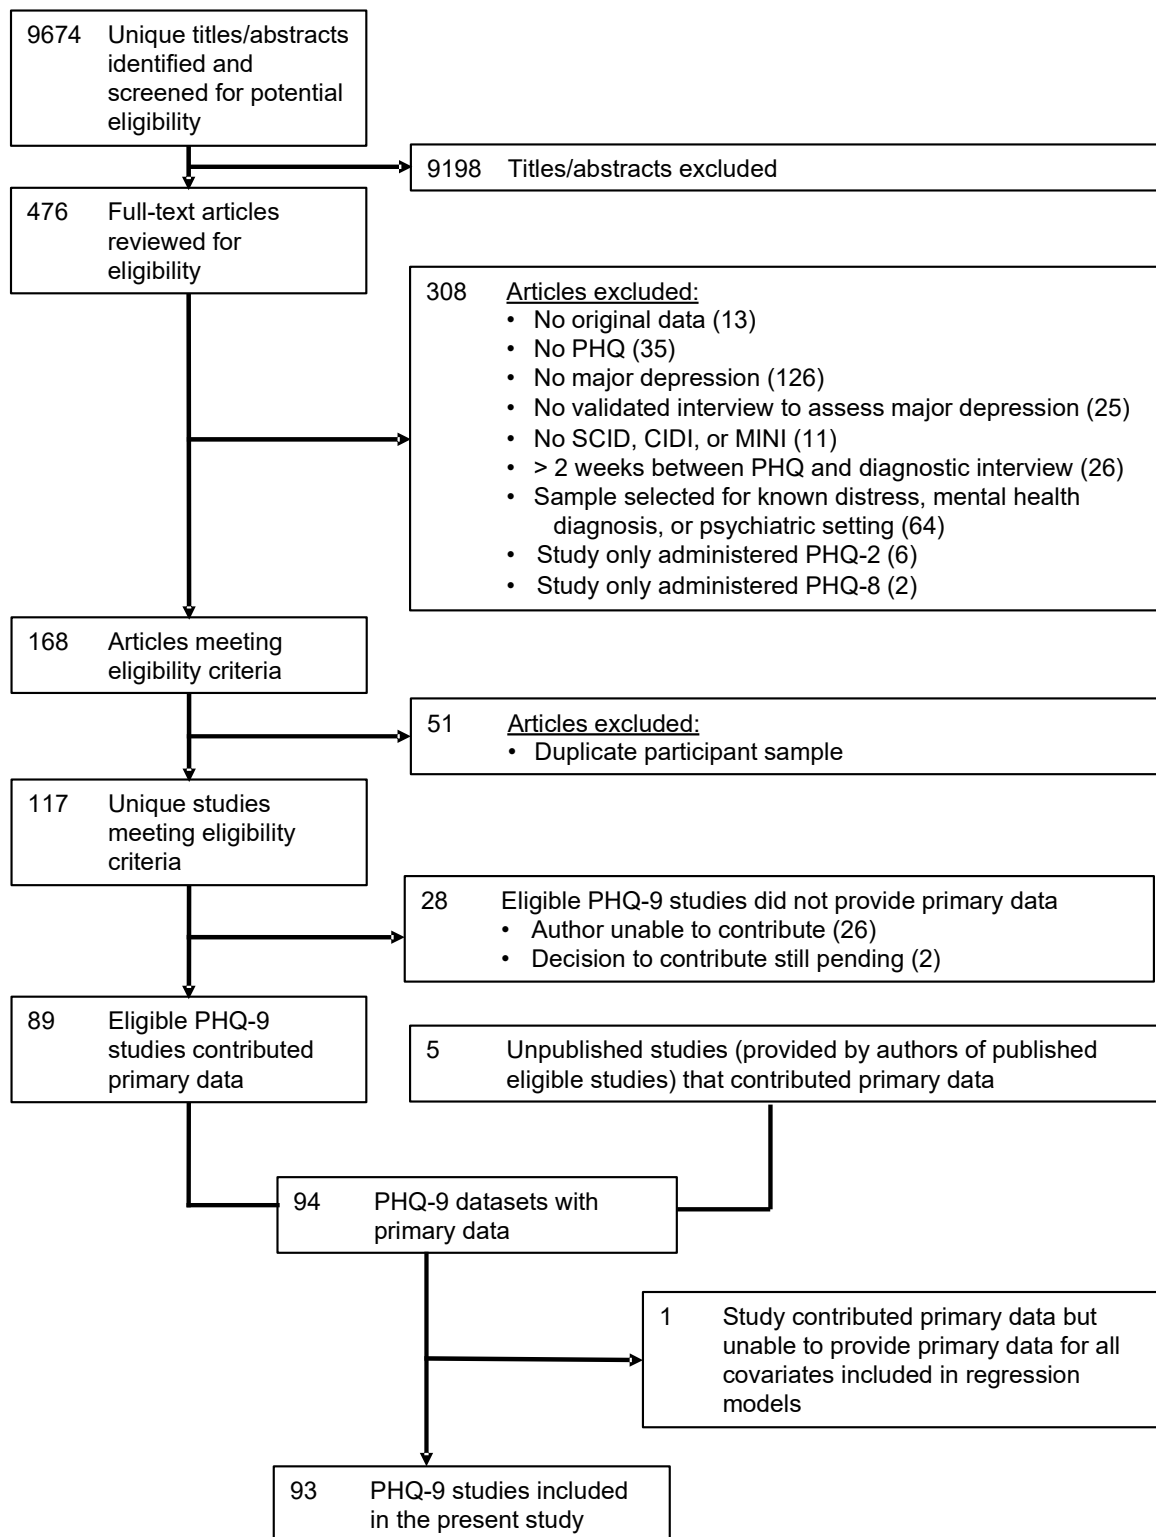 9674 Unique titles/abstracts
identified and
screened for potential
eligibility
9198 Titles/abstracts excluded
476 Full-text articles
reviewed for
eligibility
308 Articles excluded:
• No original data (13)
• No PHQ (35)
• No major depression (126)
• No validated interview to assess major depression (25)
• No SCID, CIDI, or MINI (11)
• > 2 weeks between PHQ and diagnostic interview (26)
• Sample selected for known distress, mental health
diagnosis, or psychiatric setting (64)
• Study only administered PHQ-2 (6)
• Study only administered PHQ-8 (2)
168 Articles meeting
eligibility criteria
51 Articles excluded:
• Duplicate participant sample
117 Unique studies
meeting eligibility
criteria
28 Eligible PHQ-9 studies did not provide primary data
• Author unable to contribute (26)
• Decision to contribute still pending (2)
89 Eligible PHQ-9
studies contributed
primary data
5 Unpublished studies (provided by authors of published
eligible studies) that contributed primary data
94 PHQ-9 datasets with
primary data
1 Study contributed primary data but
unable to provide primary data for all
covariates included in regression
models
93 PHQ-9 studies included
in the present study